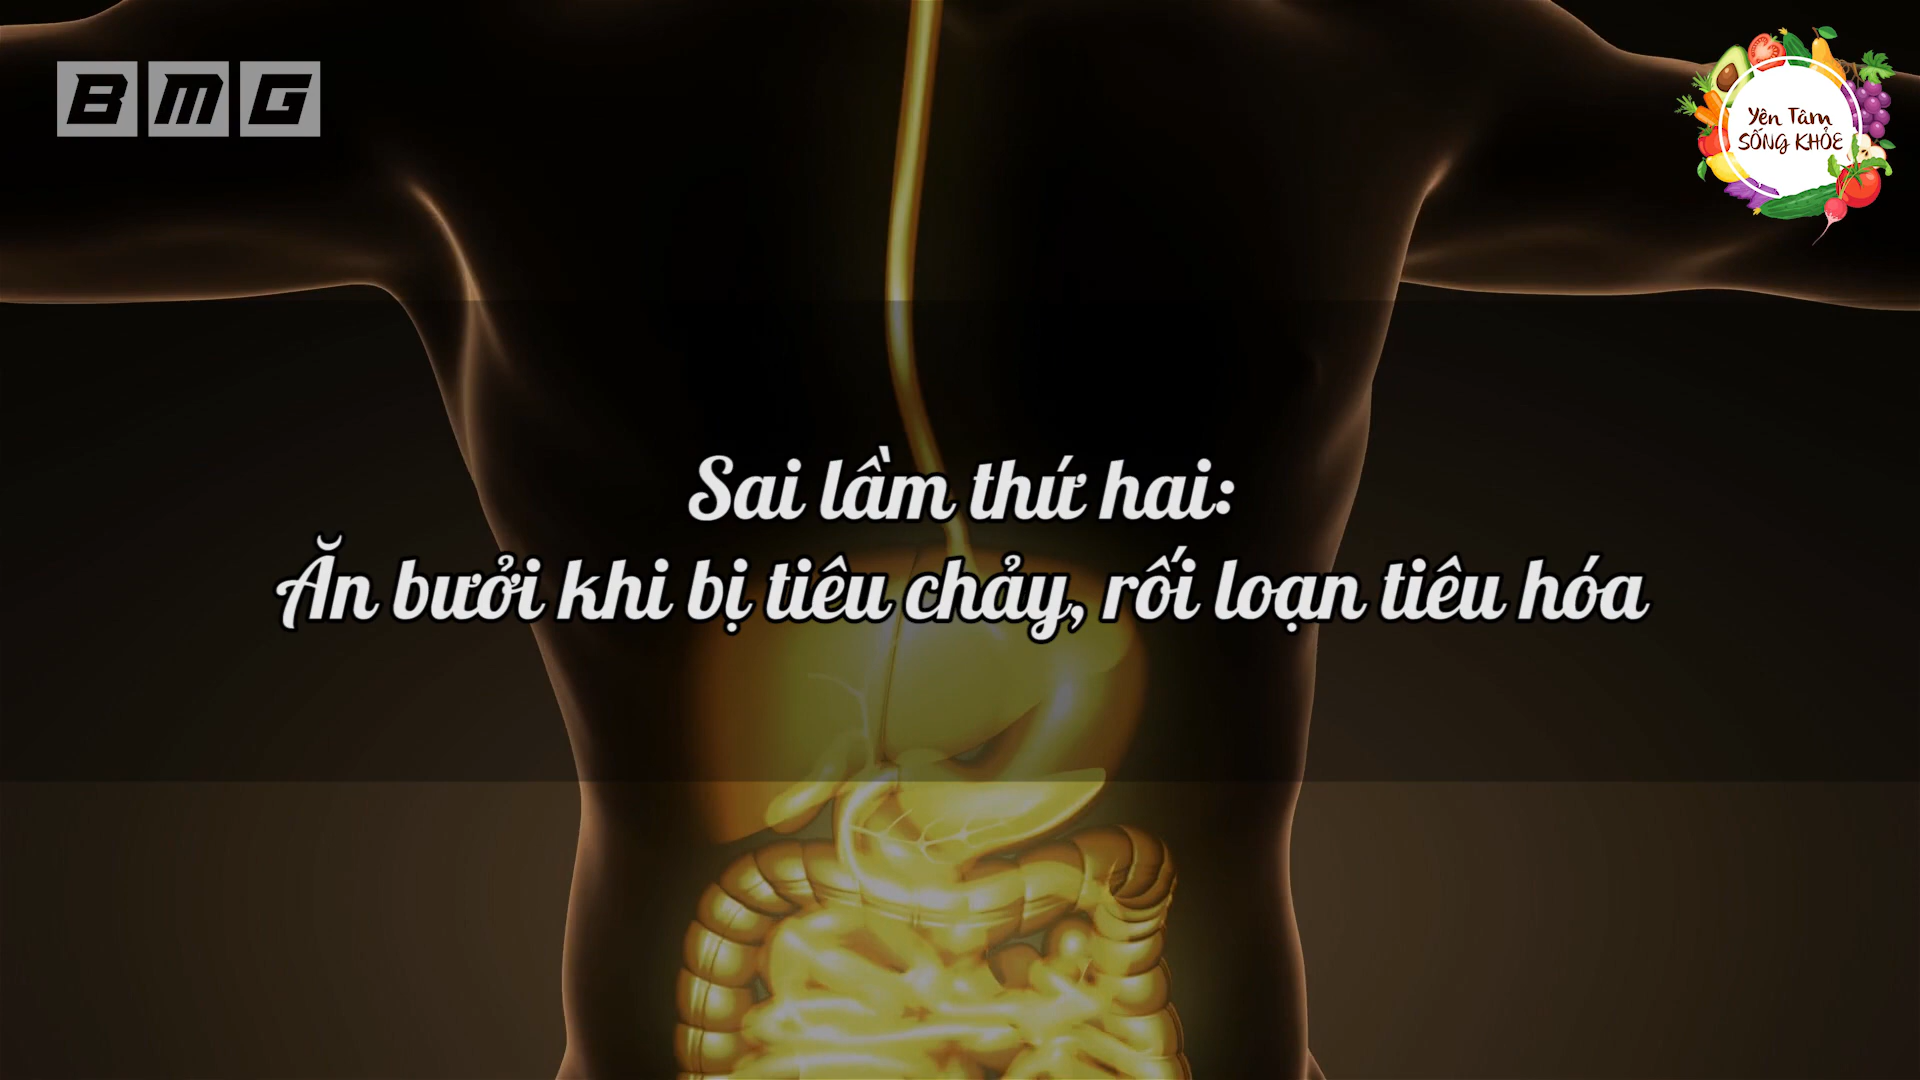 BMG
Yên Tâm
SỐNG KHỎE
Sai lầm thứ hai:
Ăn bưởi khi bị tiêu chảy, rối loạn tiêu hóa